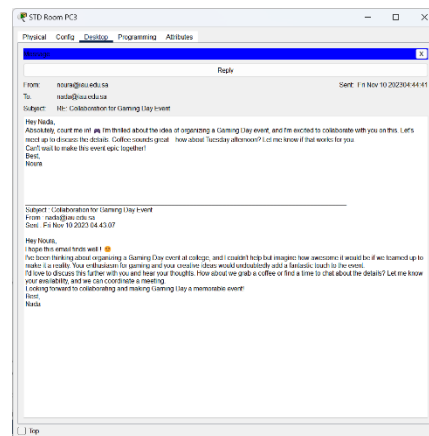 STD Room PC3
Physical Config Desktop Programming Attributes
X
Reply
From: noura@iau.edu.sa Sent: Fri Nov 10 2023 04:44:41
To: nada@iau.edu.sa
Subject: RE: Collaboration for Gaming Day Event
Hey Nada,
Absolutely, count me in! 🎮 I'm thrilled about the idea of organizing a Gaming Day event, and I'm excited to collaborate with you on this. Let's
meet up to discuss the details. Coffee sounds great how about Tuesday afternoon? Let me know if that works for you
Can't wait to make this event epic together!
Best,
Noura
Subject : Collaboration for Gaming Day Event
From : nada@iau.edu.sa
Sent : Fri Nov 10 2023 04:43:07
Hey Noura,
I hope this email finds well ! 😊
I've been thinking about organizing a Gaming Day event at college, and I couldn't help but imagine how awesome it would be if we teamed up to
make it a reality. Your enthusiasm for gaming and your creative ideas would undoubtedly add a fantastic touch to the event.
I'd love to discuss this further with you and hear your thoughts. How about we grab a coffee or find a time to chat about the details? Let me know
your availability, and we can coordinate a meeting.
Looking forward to collaborating and making Gaming Day a memorable event!
Best,
Nada
Top